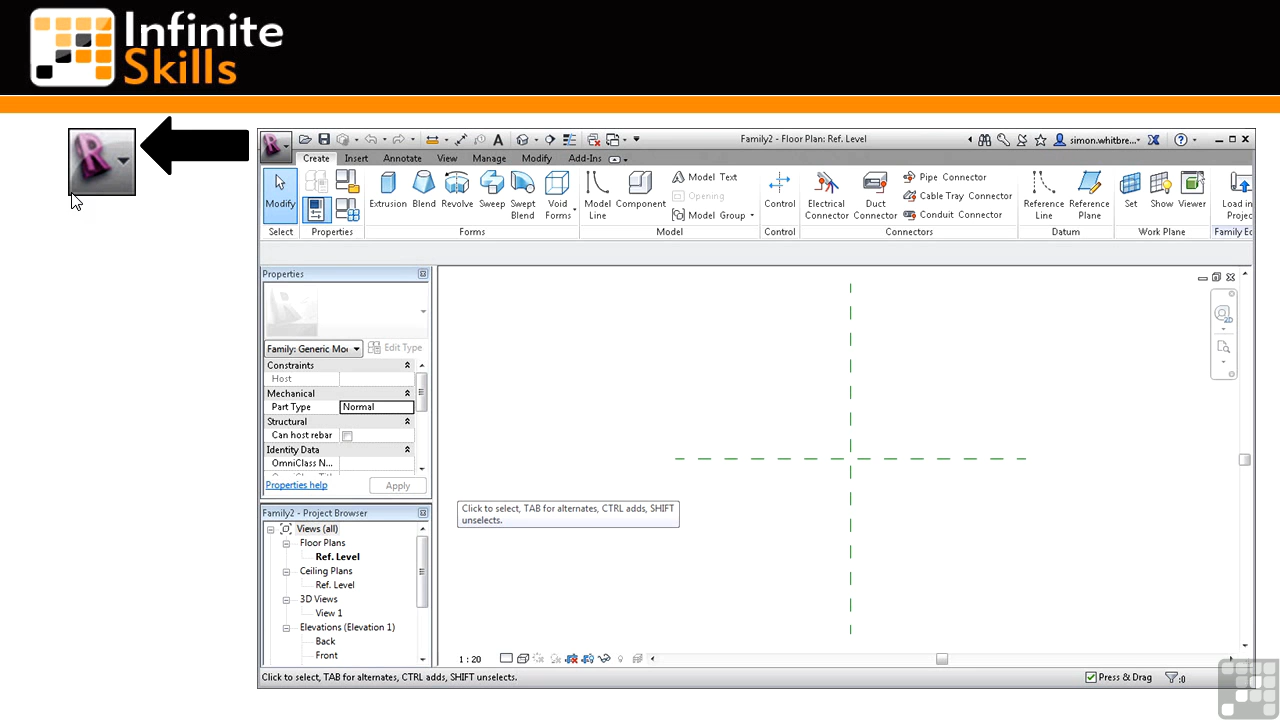 Infinite
Skills
Family2 - Floor Plan: Ref. Level
simon.whitbre...
Create Insert Annotate View Manage Modify Add-Ins
Modify
Extrusion Blend Revolve Sweep Swept Blend Void Forms
Model Line Component
Model Text
Opening
Model Group
Control
Electrical Connector Duct Connector
Pipe Connector
Cable Tray Connector
Conduit Connector
Reference Line Reference Plane
Set Show Viewer
Load in
Projec
Select Properties Forms Model Control Connectors Datum Work Plane Family Ec
Properties
Family: Generic Moc Edit Type
Constraints
Host
Mechanical
Part Type Normal
Structural
Can host rebar
Identity Data
OmniClass N...
Properties help Apply
Family2 - Project Browser
Views (all)
Floor Plans
Ref. Level
Ceiling Plans
Ref. Level
3D Views
View 1
Elevations (Elevation 1)
Back
Front
Click to select, TAB for alternates, CTRL adds, SHIFT
unselects.
2D
1 : 20
Click to select, TAB for alternates, CTRL adds, SHIFT unselects.
Press & Drag :0